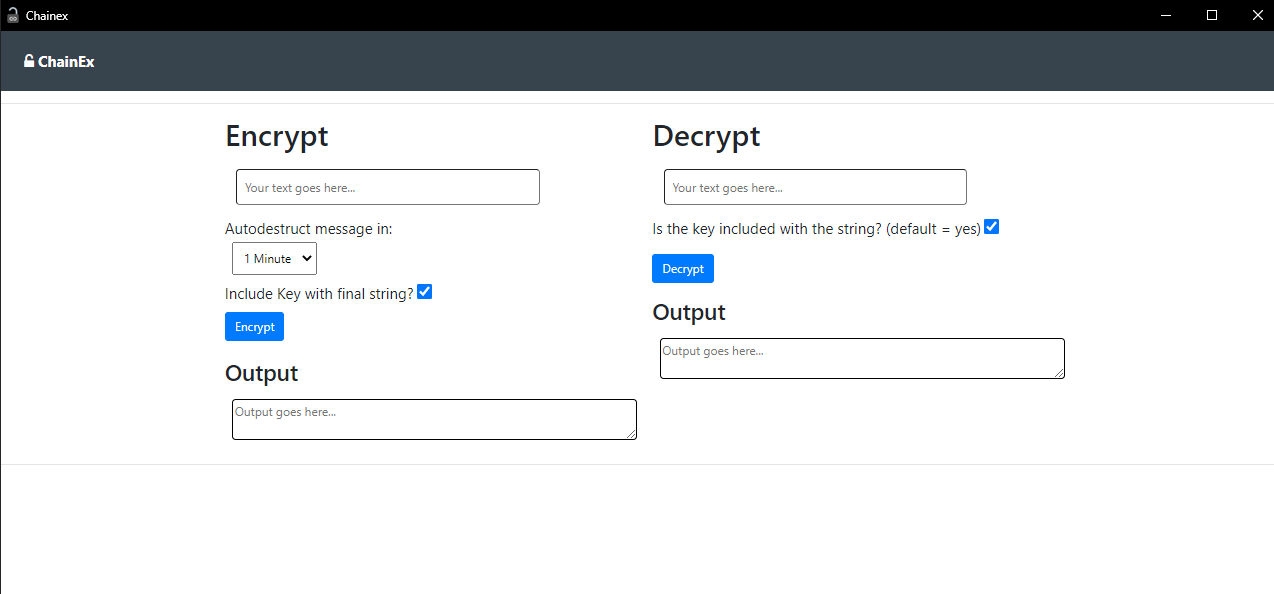 Chainex
ChainEx
Encrypt
Your text goes here...
Autodestruct message in:
1 Minute
Include Key with final string?
Encrypt
Output
Output goes here...
Decrypt
Your text goes here...
Is the key included with the string? (default = yes)
Decrypt
Output
Output goes here...